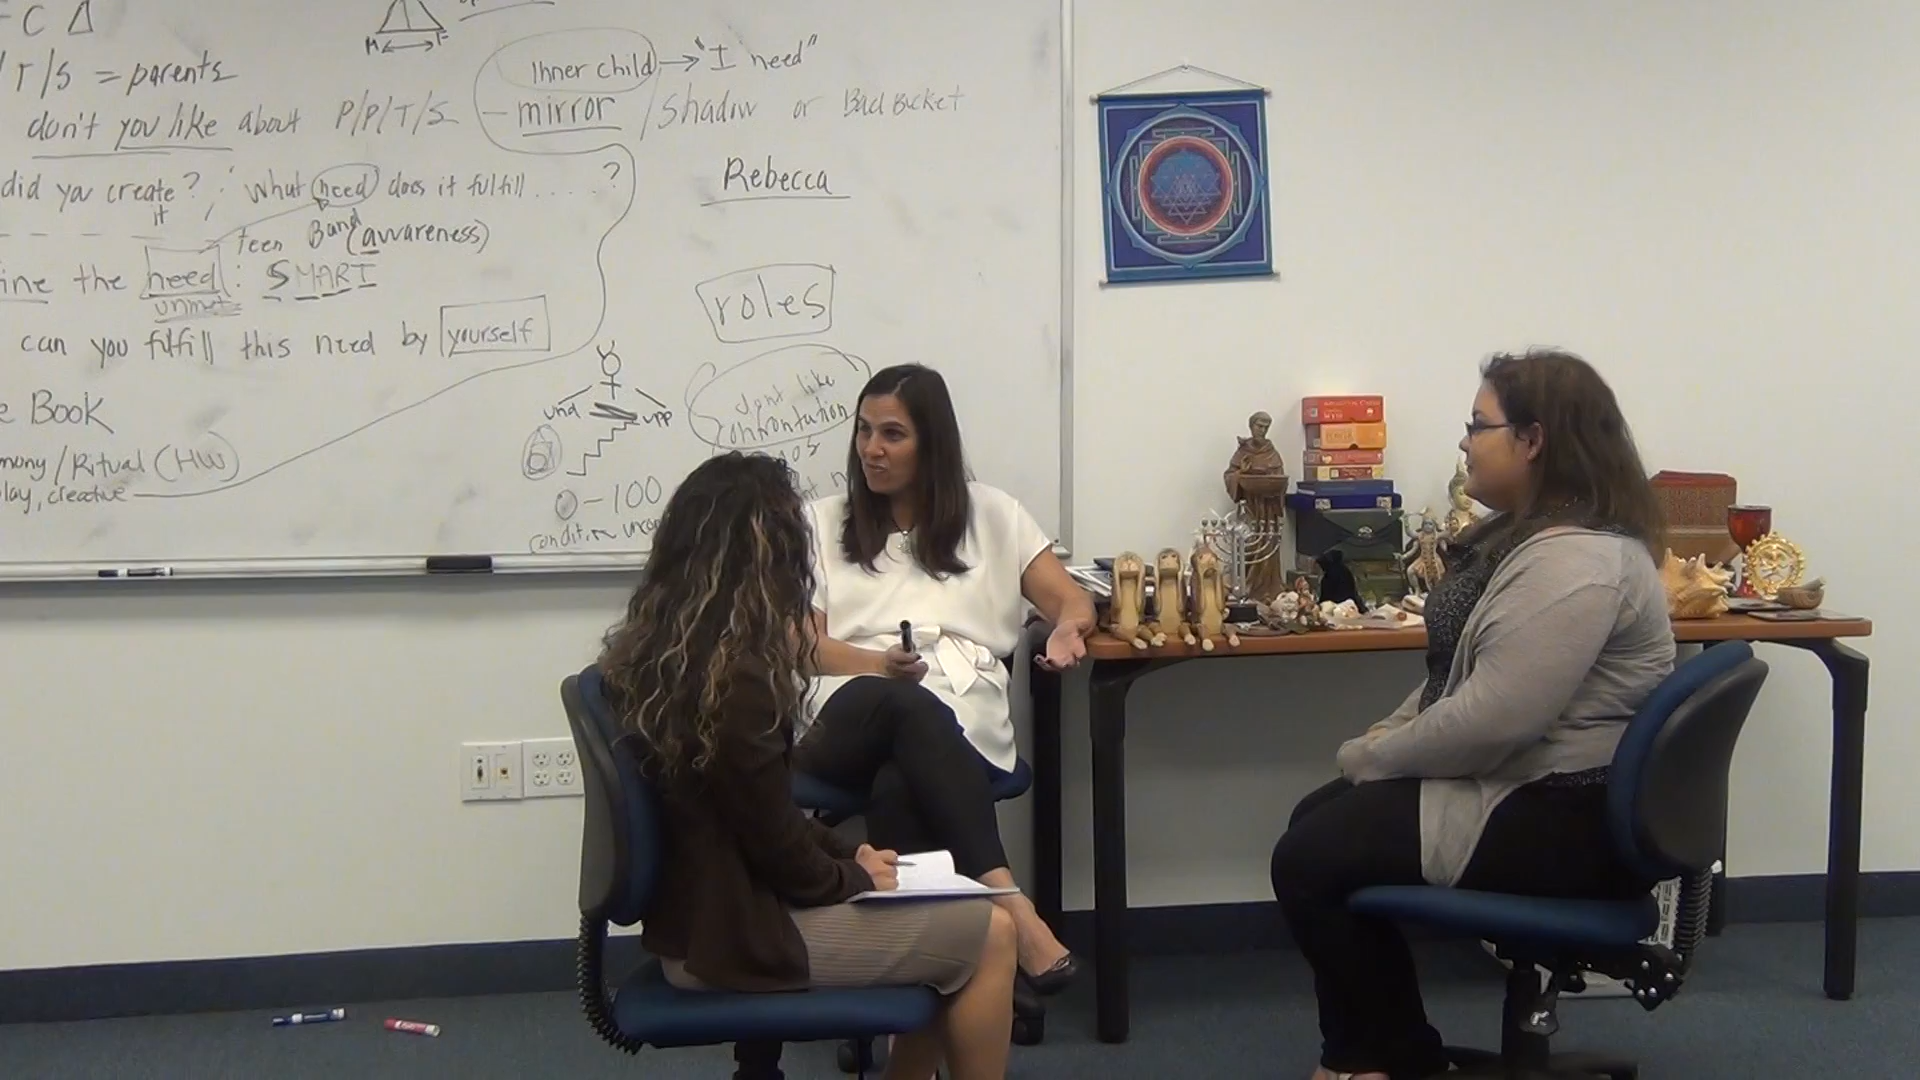 C Δ
T/S = parents
don't you like about P/P/T/S - mirror / Shadow or Bad Bucket
Inner child → "I need"
M ↔ F
did you create it? ; What need does it fulfill.....?
teen Band (awareness)
ine the need : SMART
unmet
can you fulfill this need by yourself
e Book
mony / Ritual (HW)
lay, creative
und
upp
0-100
Rebecca
roles
dont like
confrontation